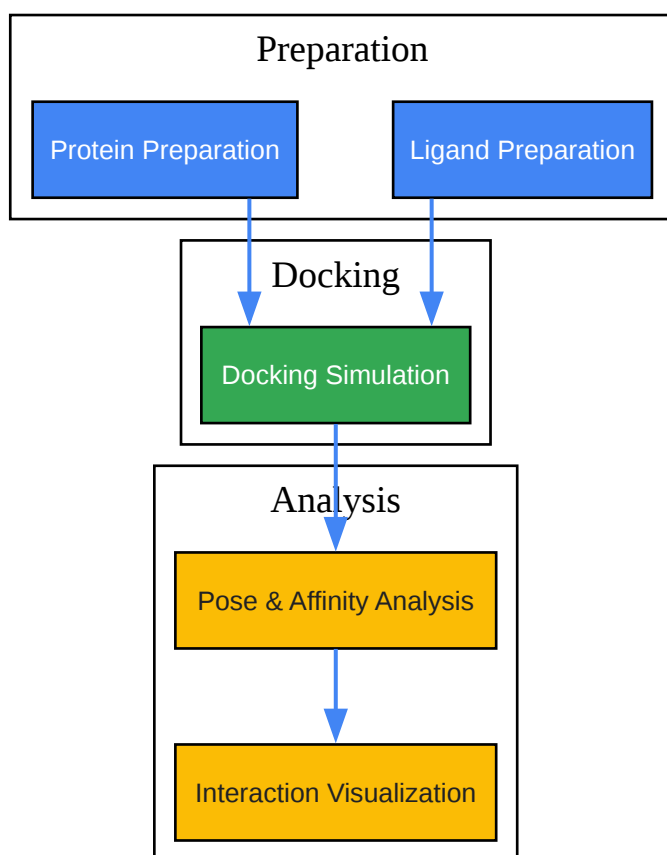 Preparation
Protein Preparation
Ligand Preparation
Docking
Docking Simulation
Analysis
Pose & Affinity Analysis
Interaction Visualization